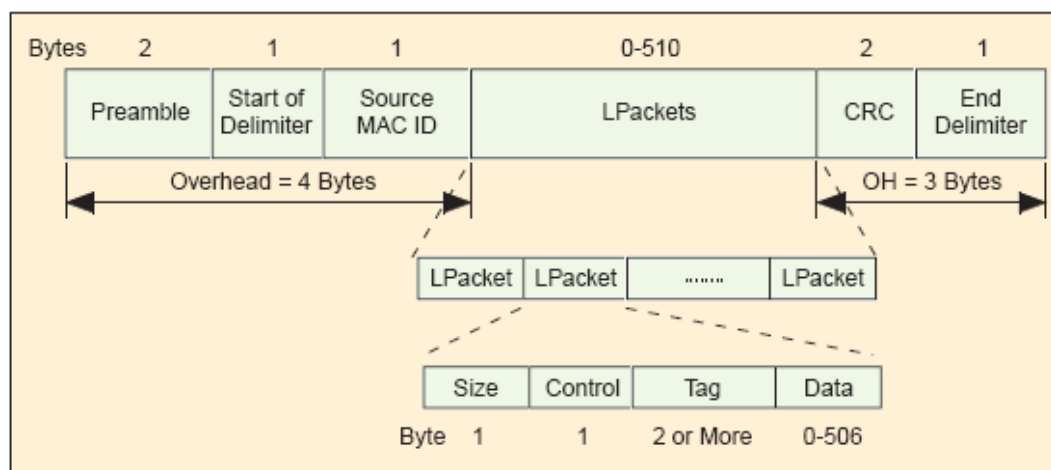 Bytes 2 1 1 0-510 2 1
Preamble Start of Delimiter Source MAC ID LPackets CRC End Delimiter
Overhead = 4 Bytes OH = 3 Bytes
LPacket LPacket ........ LPacket
Size Control Tag Data
Byte 1 1 2 or More 0-506